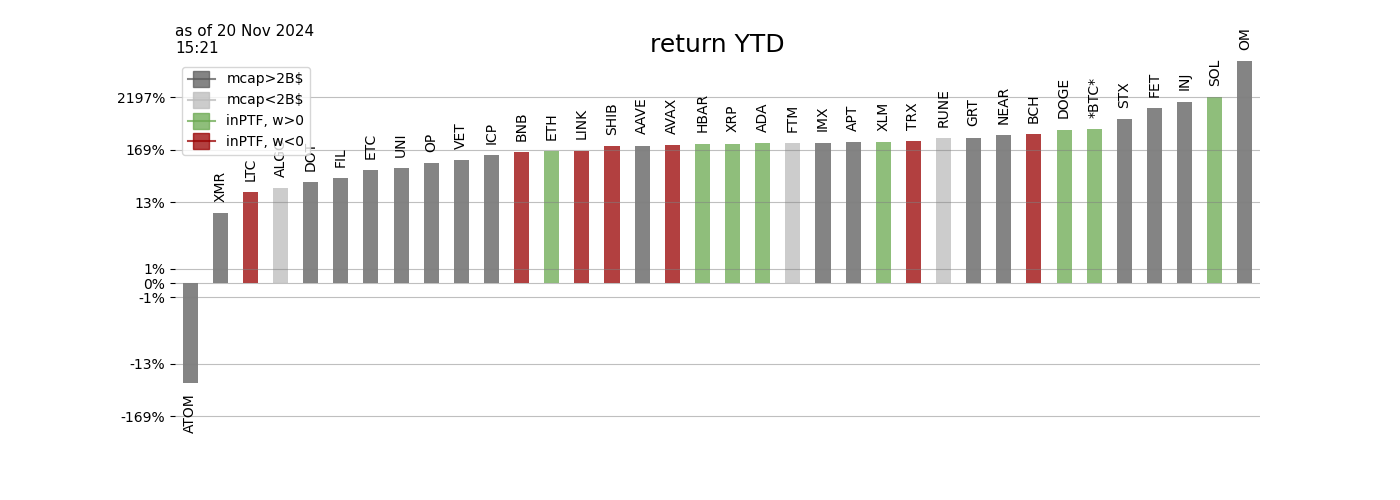 as of 20 Nov 2024
15:21
return YTD
mcap>2B$
mcap<2B$
inPTF, w>0
inPTF, w<0
2197%
169%
13%
1%
0%
-1%
-13%
-169%
ATOM
XMR
LTC
FIL
ETC
UNI
OP
VET
ICP
BNB
ETH
LINK
SHIB
AAVE
AVAX
HBAR
XRP
ADA
FTM
IMX
APT
XLM
TRX
RUNE
GRT
NEAR
BCH
DOGE
*BTC*
STX
FET
INJ
SOL
OM